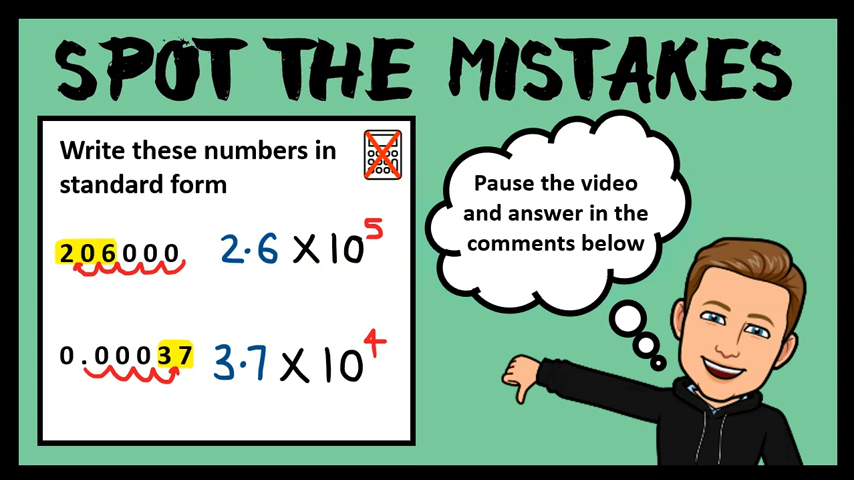 SPOT THE MISTAKES
Write these numbers in
standard form
206000 2·6 × 10⁵
0.00037 3·7 × 10⁴
Pause the video
and answer in the
comments below